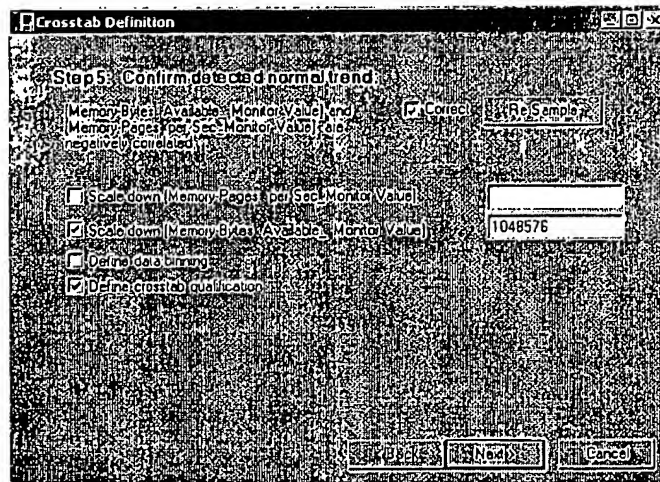 Crosstab Definition
Step 5: Confirm detected normal trend
[Memory-Bytes Available-Monitor Value] and
[Memory-Pages per Sec-Monitor Value] are
negatively correlated
Correct
Re Sample
Scale down [Memory-Pages per Sec-Monitor Value]
Scale down [Memory-Bytes Available-Monitor Value]
1048576
Define data binning
Define crosstab qualification
< Back
Next
Cancel